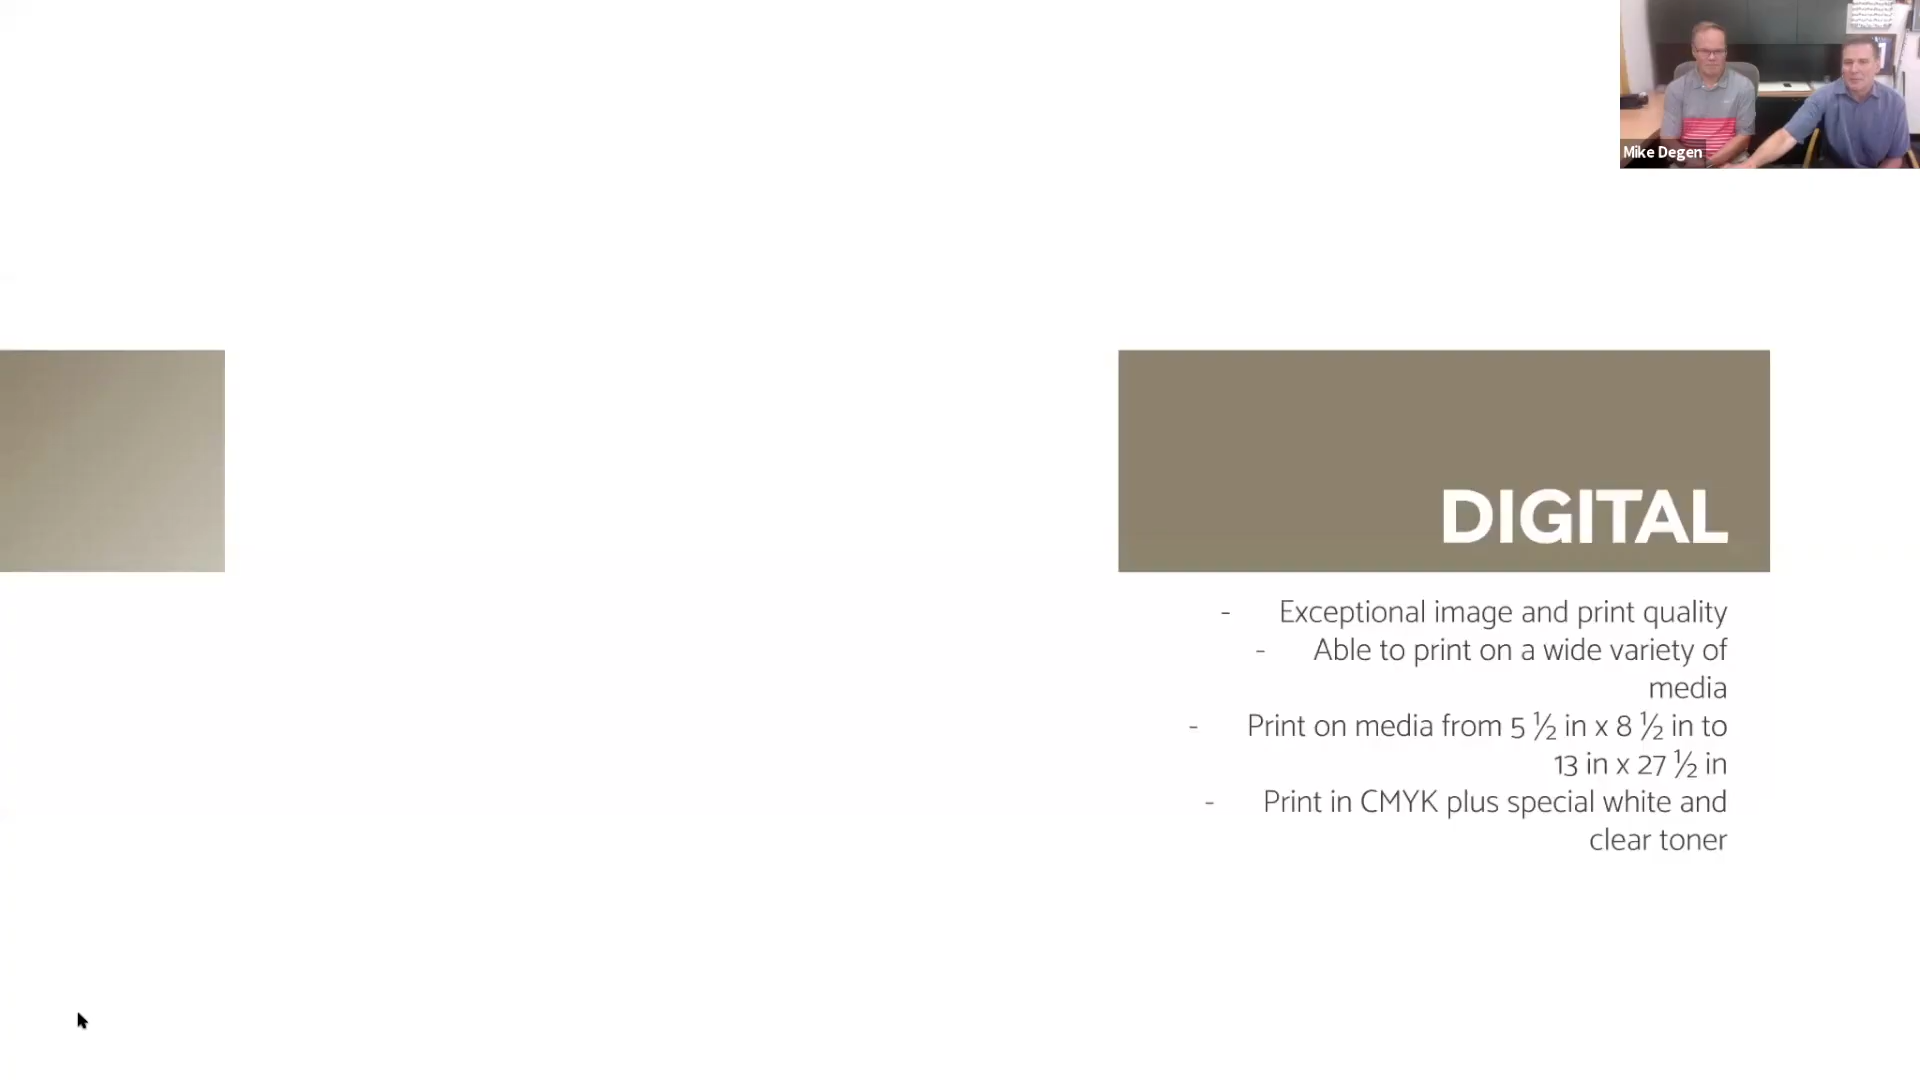 Mike Degen
DIGITAL
- Exceptional image and print quality
- Able to print on a wide variety of
media
- Print on media from 5 ½ in x 8 ½ in to
13 in x 27 ½ in
- Print in CMYK plus special white and
clear toner